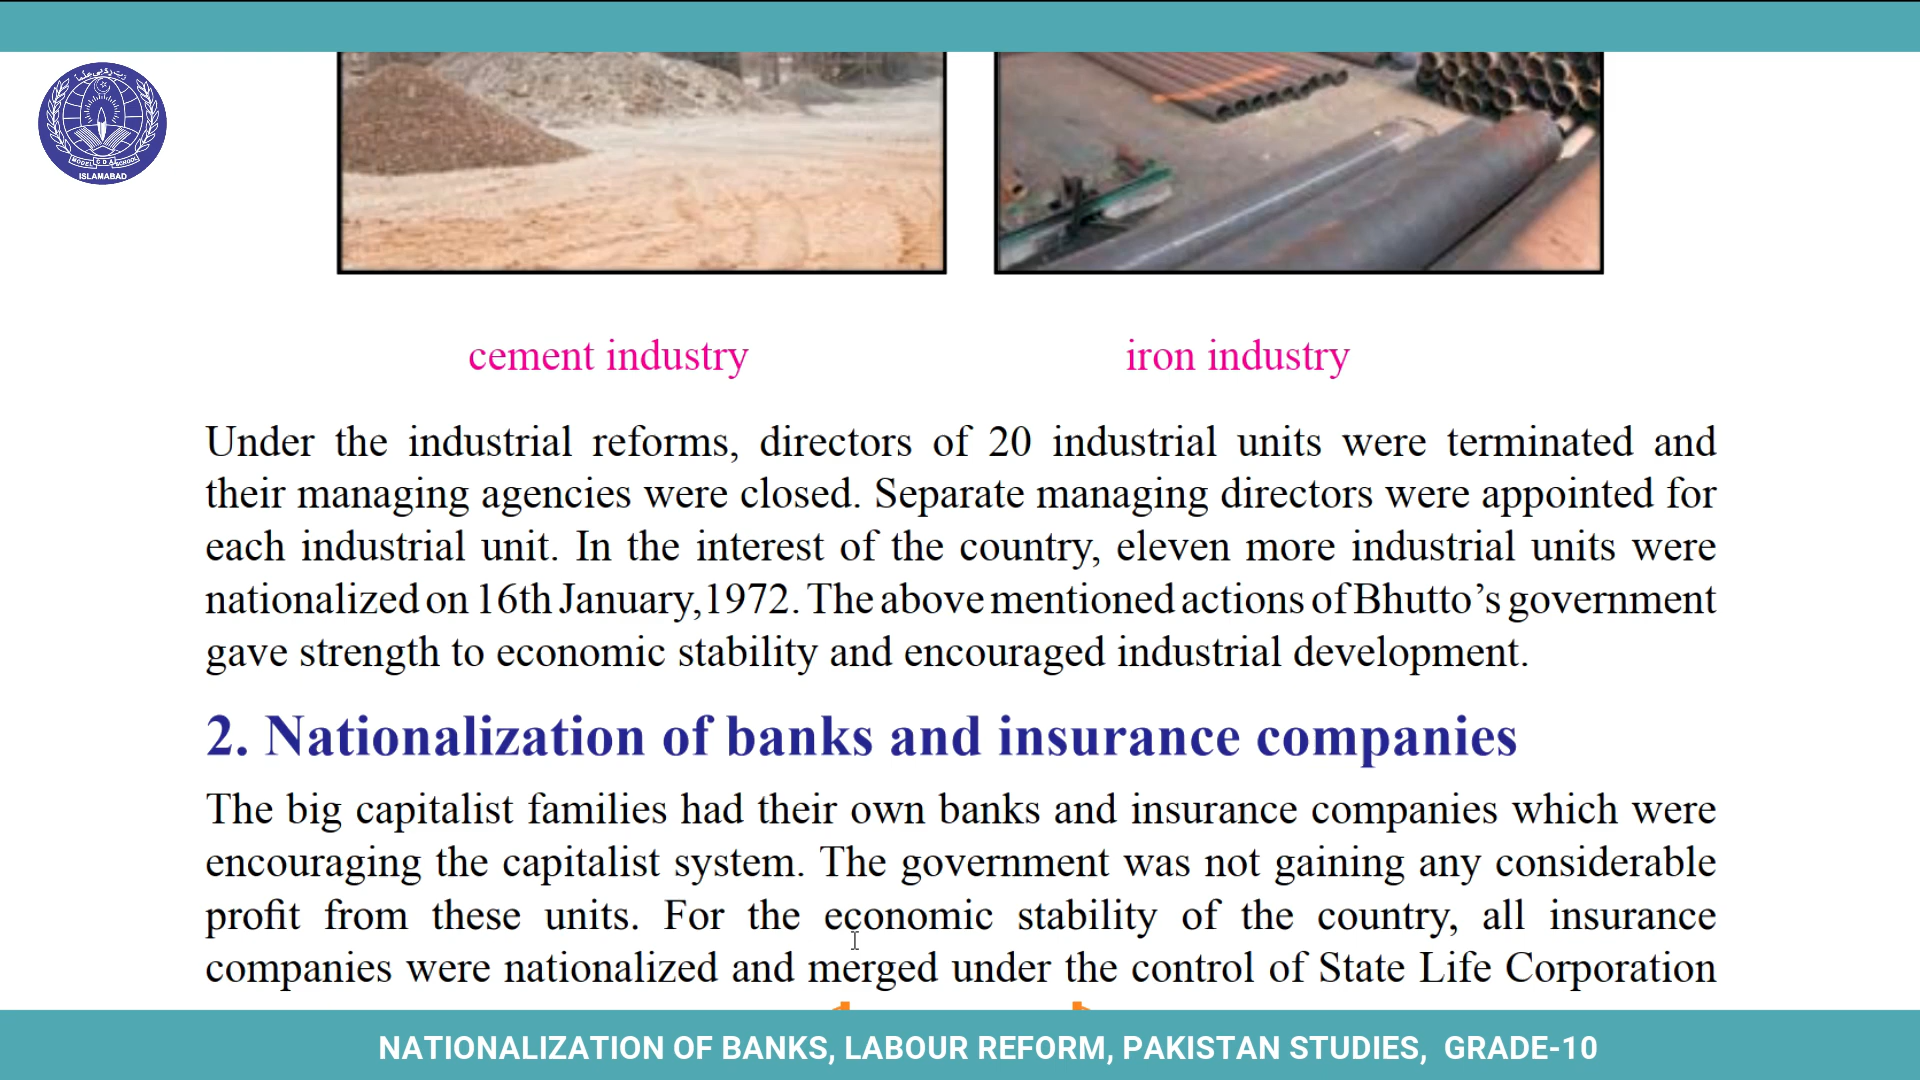 MODEL C D A SCHOOL
ISLAMABAD
cement industry
iron industry
Under the industrial reforms, directors of 20 industrial units were terminated and
their managing agencies were closed. Separate managing directors were appointed for
each industrial unit. In the interest of the country, eleven more industrial units were
nationalized on 16th January,1972. The above mentioned actions of Bhutto’s government
gave strength to economic stability and encouraged industrial development.
2. Nationalization of banks and insurance companies
The big capitalist families had their own banks and insurance companies which were
encouraging the capitalist system. The government was not gaining any considerable
profit from these units. For the economic stability of the country, all insurance
companies were nationalized and merged under the control of State Life Corporation
NATIONALIZATION OF BANKS, LABOUR REFORM, PAKISTAN STUDIES, GRADE-10